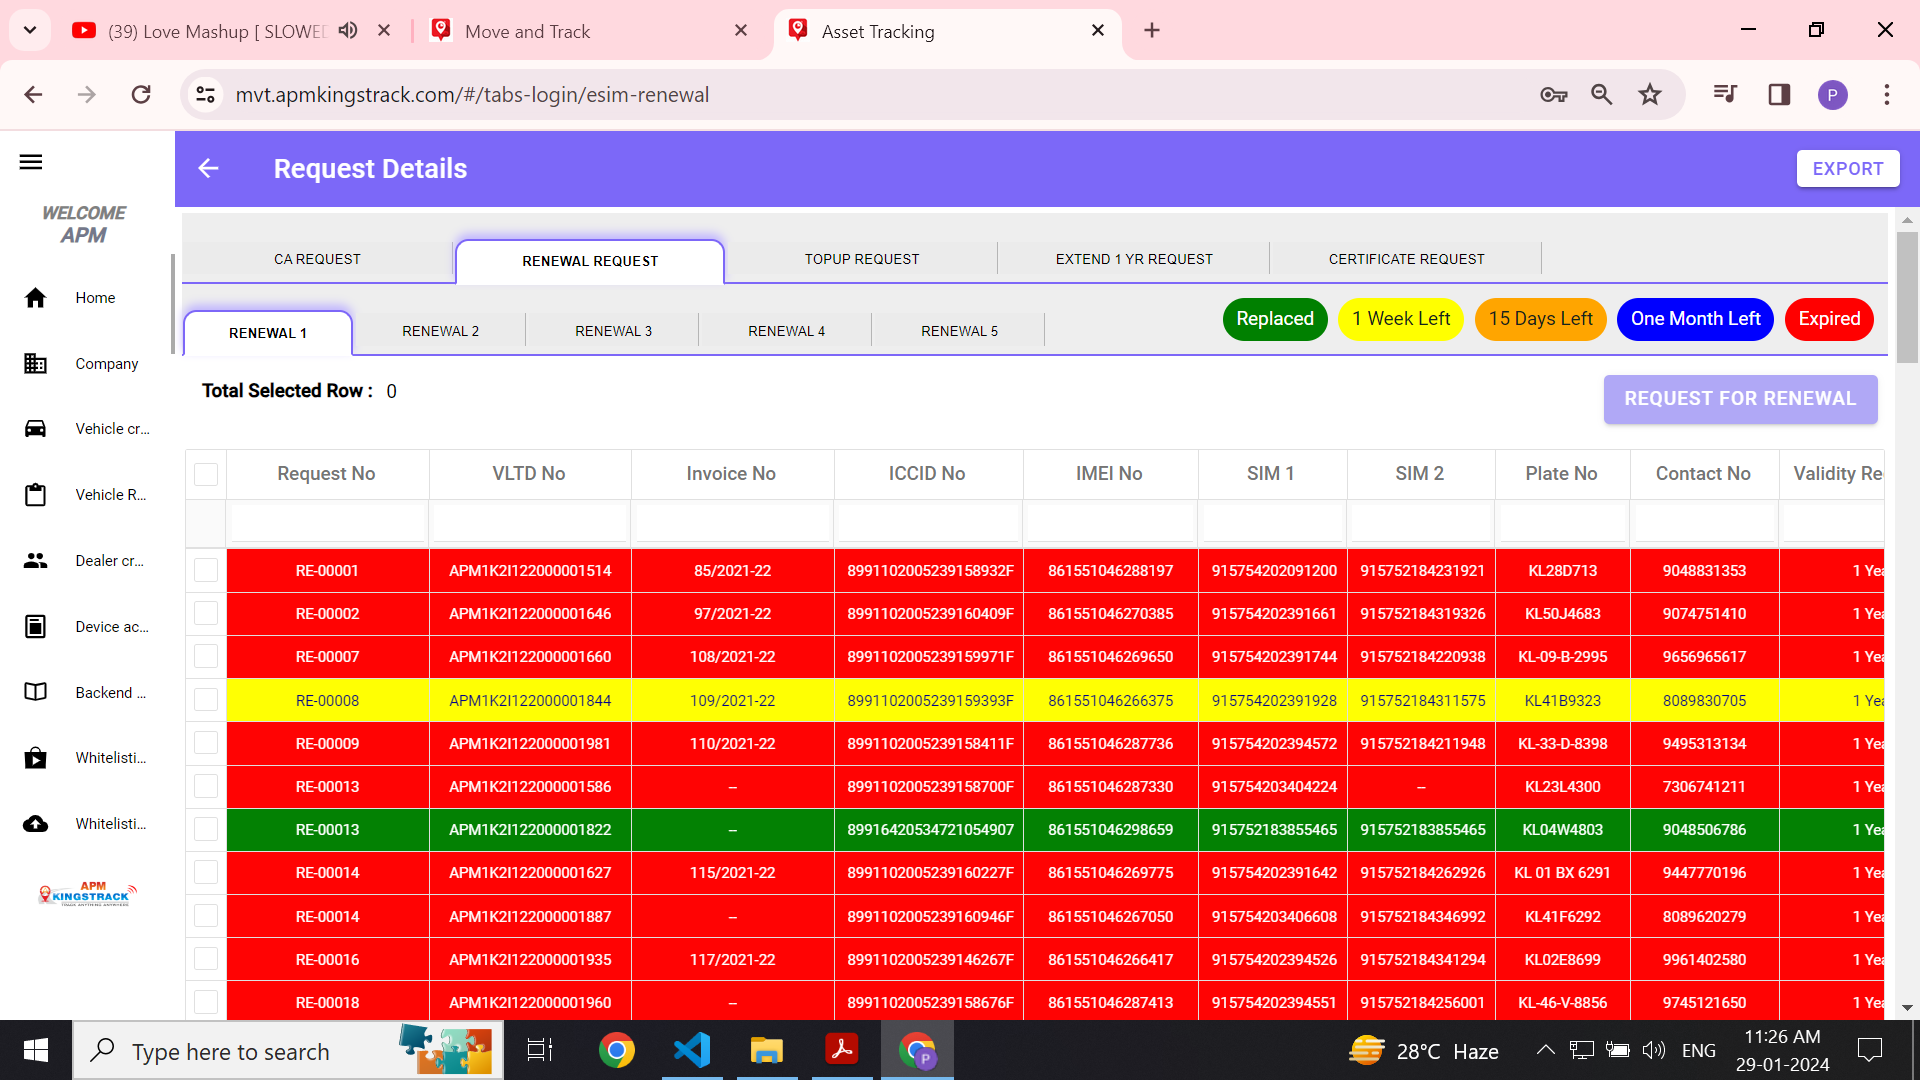 (39) Love Mashup [ SLOWED
Move and Track
Asset Tracking
mvt.apmkingstrack.com/#/tabs-login/esim-renewal
P
WELCOME
APM
Home
Company
Vehicle cr...
Vehicle R...
Dealer cr...
Device ac...
Backend ...
Whitelisti...
Whitelisti...
APM
KINGSTRACK
TRACK ANYTHING ANYWHERE
Request Details
EXPORT
CA REQUEST RENEWAL REQUEST TOPUP REQUEST EXTEND 1 YR REQUEST CERTIFICATE REQUEST
RENEWAL 1 RENEWAL 2 RENEWAL 3 RENEWAL 4 RENEWAL 5
Replaced 1 Week Left 15 Days Left One Month Left Expired
Total Selected Row : 0
REQUEST FOR RENEWAL
Request No VLTD No Invoice No ICCID No IMEI No SIM 1 SIM 2 Plate No Contact No Validity Re
RE-00001 APM1K2I122000001514 85/2021-22 8991102005239158932F 861551046288197 915754202091200 915752184231921 KL28D713 9048831353 1 Yea
RE-00002 APM1K2I122000001646 97/2021-22 8991102005239160409F 861551046270385 915754202391661 915752184319326 KL50J4683 9074751410 1 Yea
RE-00007 APM1K2I122000001660 108/2021-22 8991102005239159971F 861551046269650 915754202391744 915752184220938 KL-09-B-2995 9656965617 1 Yea
RE-00008 APM1K2I122000001844 109/2021-22 8991102005239159393F 861551046266375 915754202391928 915752184311575 KL41B9323 8089830705 1 Yea
RE-00009 APM1K2I122000001981 110/2021-22 8991102005239158411F 861551046287736 915754202394572 915752184211948 KL-33-D-8398 9495313134 1 Yea
RE-00013 APM1K2I122000001586 -- 8991102005239158700F 861551046287330 915754203404224 -- KL23L4300 7306741211 1 Yea
RE-00013 APM1K2I122000001822 -- 89916420534721054907 861551046298659 915752183855465 915752183855465 KL04W4803 9048506786 1 Yea
RE-00014 APM1K2I122000001627 115/2021-22 8991102005239160227F 861551046269775 915754202391642 915752184262926 KL 01 BX 6291 9447770196 1 Yea
RE-00014 APM1K2I122000001887 -- 8991102005239160946F 861551046267050 915754203406608 915752184346992 KL41F6292 8089620279 1 Yea
RE-00016 APM1K2I122000001935 117/2021-22 8991102005239146267F 861551046266417 915754202394526 915752184341294 KL02E8699 9961402580 1 Yea
RE-00018 APM1K2I122000001960 -- 8991102005239158676F 861551046287413 915754202394551 915752184256001 KL-46-V-8856 9745121650 1 Yea
Type here to search
P
28°C Haze
ENG
11:26 AM
29-01-2024